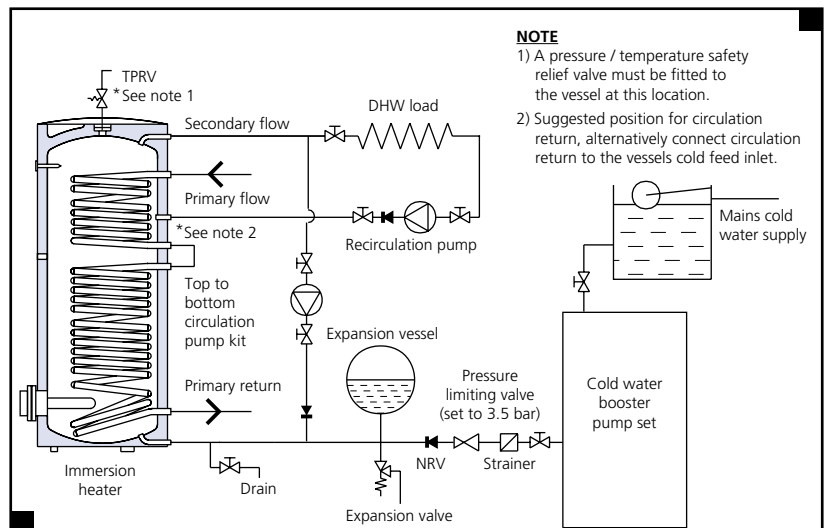 NOTE
1) A pressure / temperature safety
relief valve must be fitted to
the vessel at this location.
2) Suggested position for circulation
return, alternatively connect circulation
return to the vessels cold feed inlet.
TPRV
*See note 1
Secondary flow
DHW load
Primary flow
*See note 2
Recirculation pump
Mains cold
water supply
Top to
bottom
circulation
pump kit
Expansion vessel
Primary return
Pressure
limiting valve
(set to 3.5 bar)
Cold water
booster
pump set
NRV
Strainer
Immersion
heater
Drain
Expansion valve